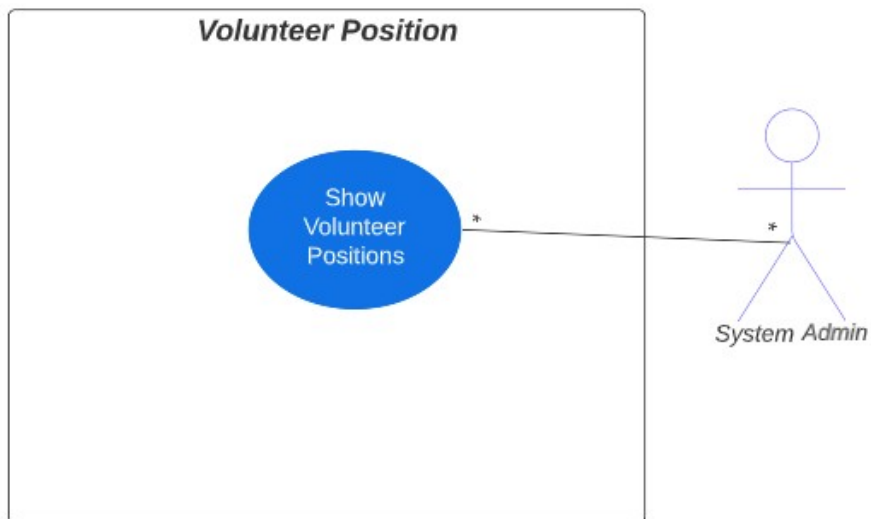 Volunteer Position
Show
Volunteer
Positions
*
*
System Admin